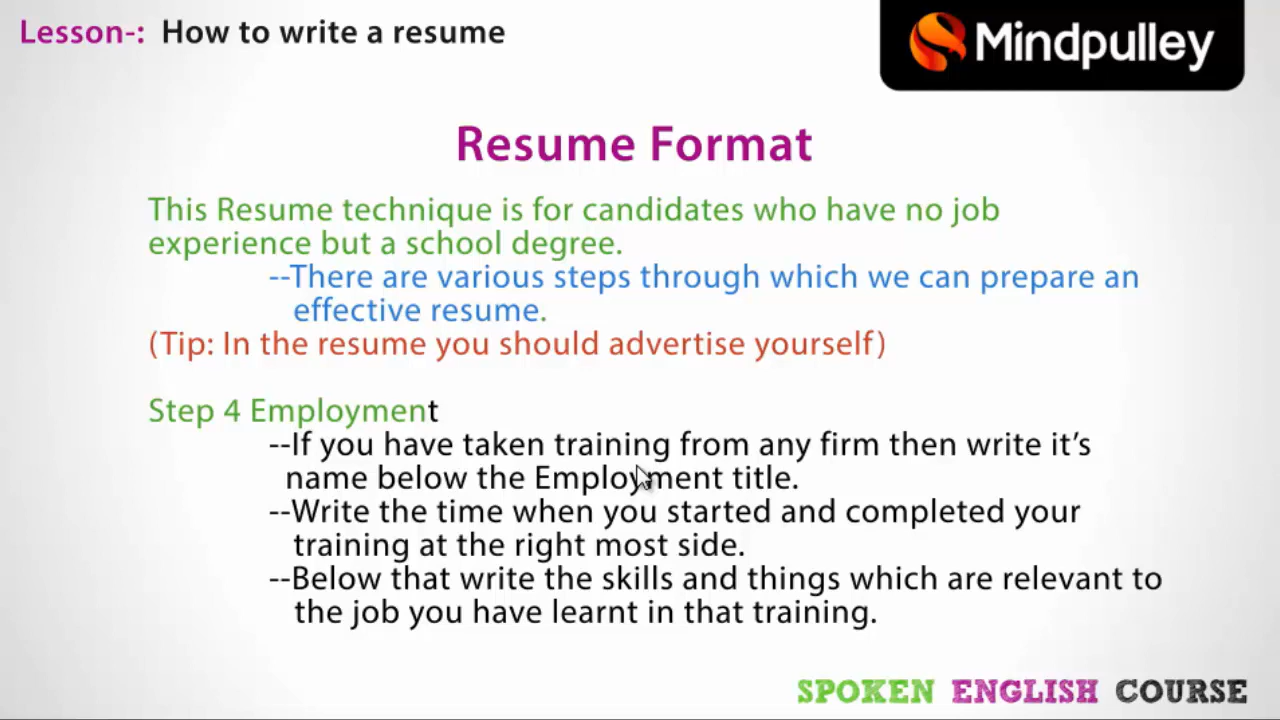 Lesson-: How to write a resume
Mindpulley
Resume Format
This Resume technique is for candidates who have no job
experience but a school degree.
--There are various steps through which we can prepare an
effective resume.
(Tip: In the resume you should advertise yourself)
Step 4 Employment
--If you have taken training from any firm then write it’s
name below the Employment title.
--Write the time when you started and completed your
training at the right most side.
--Below that write the skills and things which are relevant to
the job you have learnt in that training.
SPOKEN ENGLISH COURSE